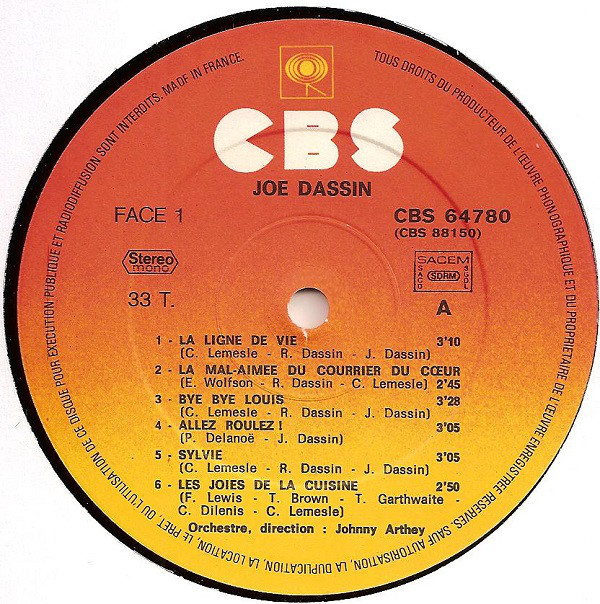 TOUS DROITS DU PRODUCTEUR DE L'ŒUVRE PHONOGRAPHIQUE ET DU PROPRIETAIRE DE L'ŒUVRE ENREGISTREE RESERVES. SAUF AUTORISATION, LA DUPLICATION, LA LOCATION, LE PRET, OU L'UTILISATION DE CE DISQUE POUR EXECUTION PUBLIQUE ET RADIODIFFUSION SONT INTERDITS. MADE IN FRANCE.
CBS
JOE DASSIN
FACE 1
CBS 64780
(CBS 88150)
Stereo
mono
SACEM
SACD
SDRM
SGDL
33 T.
A
1 - LA LIGNE DE VIE 3'10
(C. Lemesle - R. Dassin - J. Dassin)
2 - LA MAL-AIMEE DU COURRIER DU CŒUR
(E. Wolfson - R. Dassin - C. Lemesle) 2'45
3 - BYE BYE LOUIS 3'28
(C. Lemesle - R. Dassin - J. Dassin)
4 - ALLEZ ROULEZ ! 3'05
(P. Delanoë - J. Dassin)
5 - SYLVIE 3'05
(C. Lemesle - R. Dassin - J. Dassin)
6 - LES JOIES DE LA CUISINE 2'50
(F. Lewis - T. Brown - T. Garthwaite -
C. Dilenis - C. Lemesle)
Orchestre, direction : Johnny Arthey